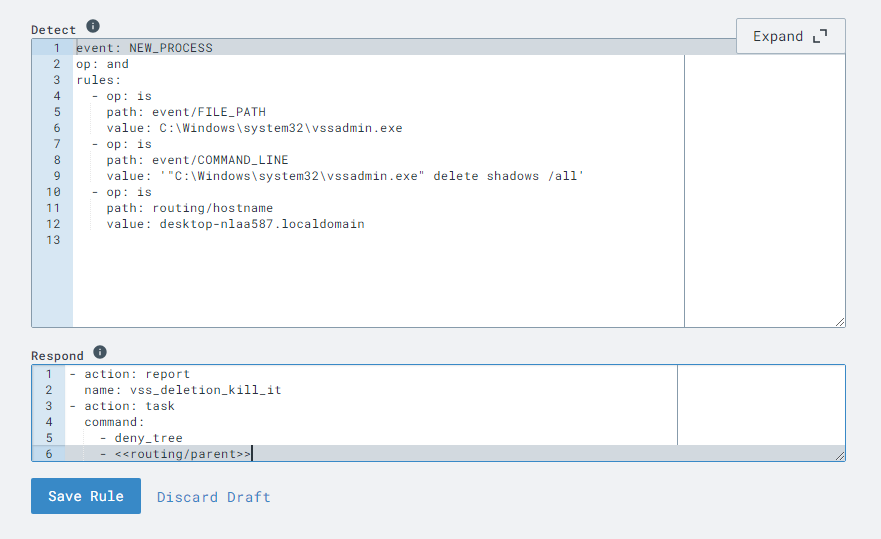 Detect
Expand
1 event: NEW_PROCESS
2 op: and
3 rules:
4   - op: is
5     path: event/FILE_PATH
6     value: C:\Windows\system32\vssadmin.exe
7   - op: is
8     path: event/COMMAND_LINE
9     value: '"C:\Windows\system32\vssadmin.exe" delete shadows /all'
10   - op: is
11     path: routing/hostname
12     value: desktop-nlaa587.localdomain
13
Respond
1 - action: report
2   name: vss_deletion_kill_it
3 - action: task
4   command:
5     - deny_tree
6     - <<routing/parent>>
Save Rule Discard Draft